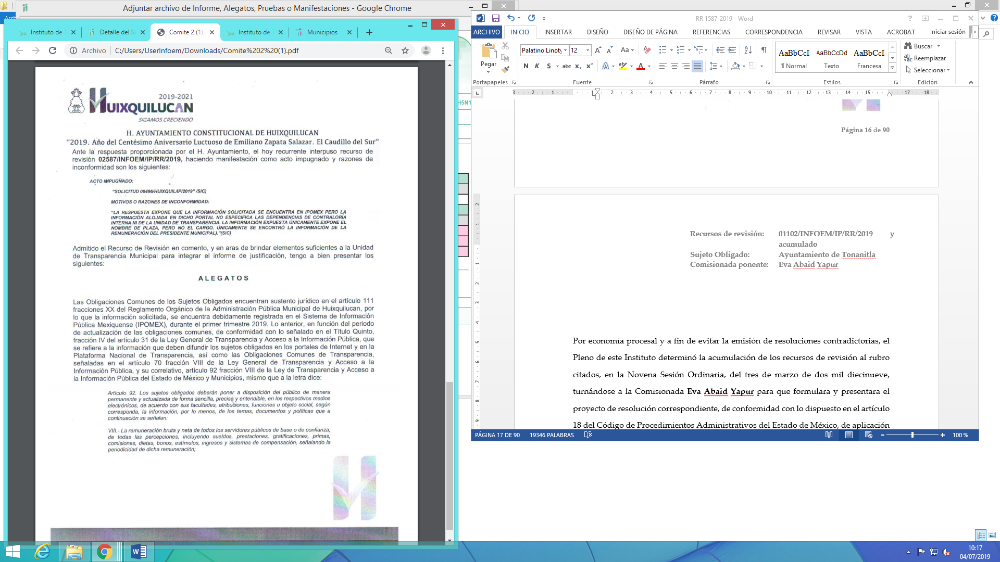 Adjuntar archivo de Informe, Alegatos, Pruebas o Manifestaciones - Google Chrome
Instituto de T
Detalle del S
Comite 2 (1).
Instituto de T
Municipios
Archivo
C:/Users/UserInfoem/Downloads/Comite%202%20(1).pdf
2019-2021
HUIXQUILUCAN
SIGAMOS CRECIENDO
H. AYUNTAMIENTO CONSTITUCIONAL DE HUIXQUILUCAN
“2019. Año del Centésimo Aniversario Luctuoso de Emiliano Zapata Salazar. El Caudillo del Sur”
Ante la respuesta proporcionada por el H. Ayuntamiento, el hoy recurrente interpuso recurso de
revisión 02587/INFOEM/IP/RR/2019, haciendo manifestación como acto impugnado y razones de
inconformidad son los siguientes:
ACTO IMPUGNADO:
“SOLICITUD 00496/HUIXQUIL/IP/2019” /SIC)
MOTIVOS O RAZONES DE INCONFORMIDAD:
“LA RESPUESTA EXPONE QUE LA INFORMACIÓN SOLICITADA SE ENCUENTRA EN IPOMEX PERO LA
INFORMACIÓN ALOJADA EN DICHO PORTAL NO ESPECIFICA LAS DEPENDENCIAS DE CONTRALORÍA
INTERNA NI DE LA UNIDAD DE TRANSPARENCIA. LA INFORMACIÓN EXPUESTA ÚNICAMENTE EXPONE EL
NOMBRE DE PLAZA, PERO NO EL CARGO. ÚNICAMENTE SE ENCONTRÓ LA INFORMACIÓN DE LA
REMUNERACIÓN DEL PRESIDENTE MUNICIPAL).”(SIC)
Admitido el Recurso de Revisión en comento, y en aras de brindar elementos suficientes a la Unidad
de Transparencia Municipal para integrar el informe de justificación, tengo a bien presentar los
siguientes:
A L E G A T O S
Las Obligaciones Comunes de los Sujetos Obligados encuentran sustento jurídico en el artículo 111
fracciones XX del Reglamento Orgánico de la Administración Pública Municipal de Huixquilucan, por
lo que la información solicitada, se encuentra debidamente registrada en el Sistema de Información
Pública Mexiquense (IPOMEX), durante el primer trimestre 2019. Lo anterior, en función del periodo
de actualización de las obligaciones comunes, de conformidad con lo señalado en el Título Quinto,
fracción IV del artículo 31 de la Ley General de Transparencia y Acceso a la Información Pública, que
se refiere a la información que deben difundir los sujetos obligados en los portales de Internet y en la
Plataforma Nacional de Transparencia, así como las Obligaciones Comunes de Transparencia,
señaladas en el artículo 70 fracción VIII de la Ley General de Transparencia y Acceso a la
Información Pública, y su correlativo, artículo 92 fracción VIII de la Ley de Transparencia y Acceso a
la Información Pública del Estado de México y Municipios, mismo que a la letra dice:
Artículo 92. Los sujetos obligados deberán poner a disposición del público de manera
permanente y actualizada de forma sencilla, precisa y entendible, en los respectivos medios
electrónicos, de acuerdo con sus facultades, atribuciones, funciones u objeto social, según
corresponda, la información, por lo menos, de los temas, documentos y políticas que a
continuación se señalan:
VIII.- La remuneración bruta y neta de todos los servidores públicos de base o de confianza,
de todas las percepciones, incluyendo sueldos, prestaciones, gratificaciones, primas,
comisiones, dietas, bonos, estímulos, ingresos y sistemas de compensación, señalando la
periodicidad de dicha remuneración;
H5N1
RR 1587-2019 - Word
ARCHIVO INICIO INSERTAR DISEÑO DISEÑO DE PÁGINA REFERENCIAS CORRESPONDENCIA REVISAR VISTA ACROBAT Iniciar sesión
Pegar
Palatino Linoty 12
N K S abc x₂ x²
AaBbCcI AaBbCcDd AaBbCcI
¶ Normal Texto Francesa
Buscar
Reemplazar
Seleccionar
Portapapeles Fuente Párrafo Estilos Edición
3 2 1 1 2 3 4 5 6 7 8 9 10 11 12 13 14 15 17 18
Página 16 de 90
Recursos de revisión: 01102/INFOEM/IP/RR/2019 y
acumulado
Sujeto Obligado: Ayuntamiento de Tonanitla
Comisionada ponente: Eva Abaid Yapur
Por economía procesal y a fin de evitar la emisión de resoluciones contradictorias, el
Pleno de este Instituto determinó la acumulación de los recursos de revisión al rubro
citados, en la Novena Sesión Ordinaria, del tres de marzo de dos mil diecinueve,
turnándose a la Comisionada Eva Abaid Yapur para que formulara y presentara el
proyecto de resolución correspondiente, de conformidad con lo dispuesto en el artículo
18 del Código de Procedimientos Administrativos del Estado de México, de aplicación
PÁGINA 17 DE 90 19346 PALABRAS 100 %
10:17
04/07/2019